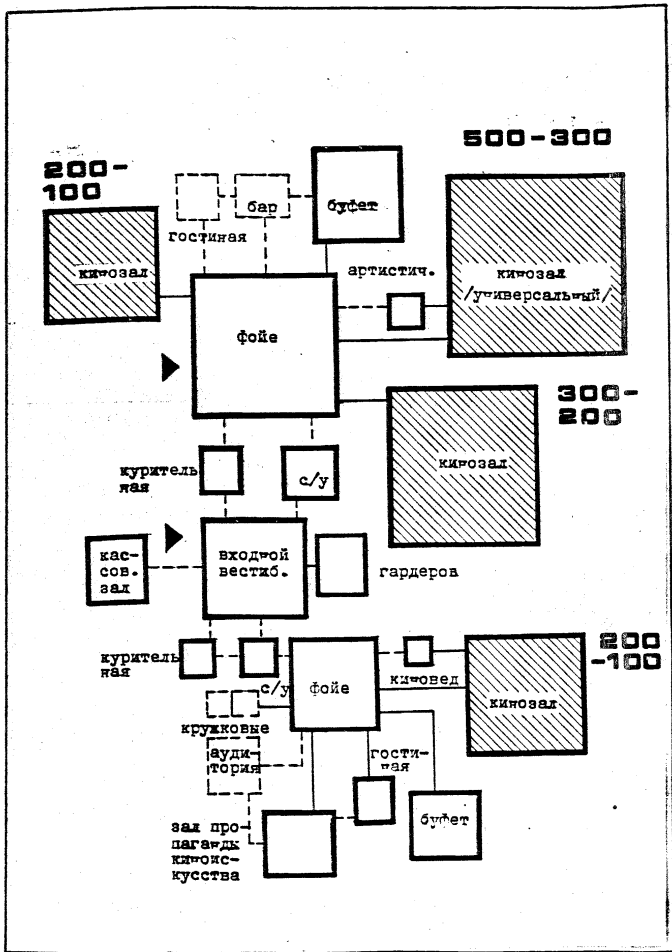 500-300
200-
100
бар
буфет
гостиная
кинозал
артистич.
кинозал
/универсальный/
фойе
300-
200
кинозал
куритель
ная
с/у
кас-
сов.
зал
входной
вестиб.
гардероб
куритель
ная
с/у
фойе
киновед
200
-100
кинозал
кружковые
ауди-
тория
гости-
ная
буфет
зал про-
паганды
киноис-
кусства